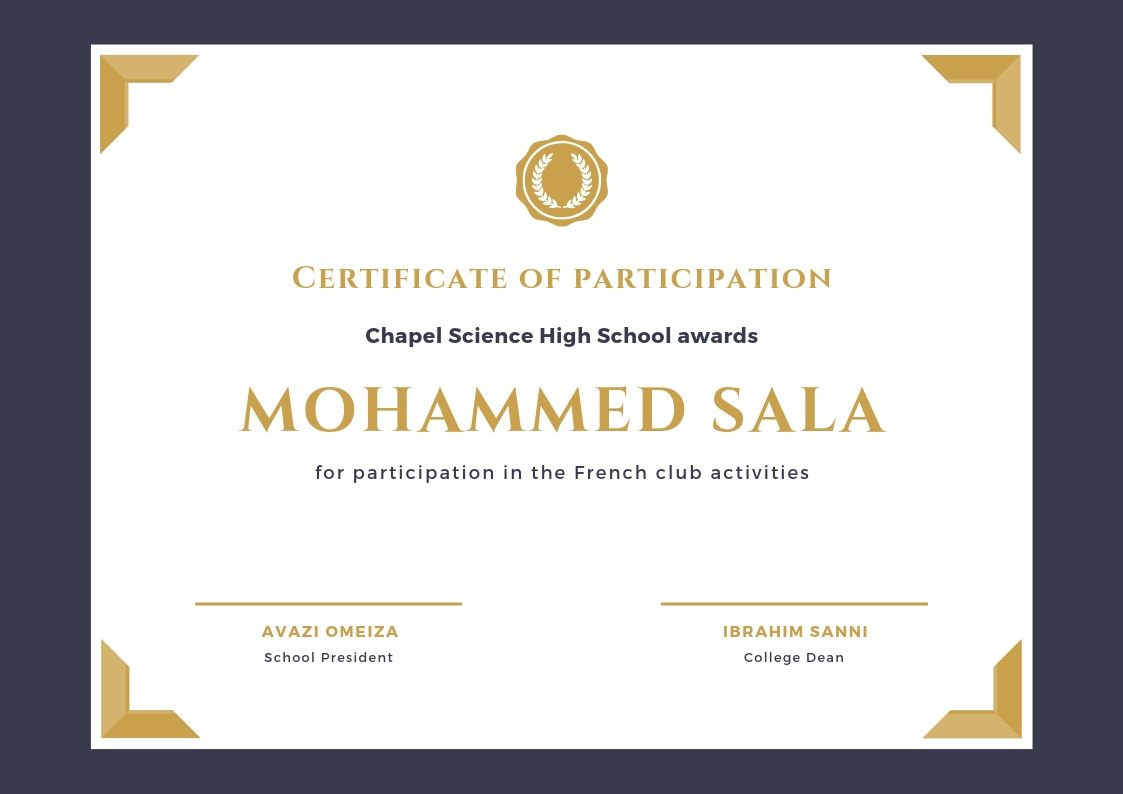 Certificate of participation
Chapel Science High School awards
MOHAMMED SALA
for participation in the French club activities
AVAZI OMEIZA
School President
IBRAHIM SANNI
College Dean